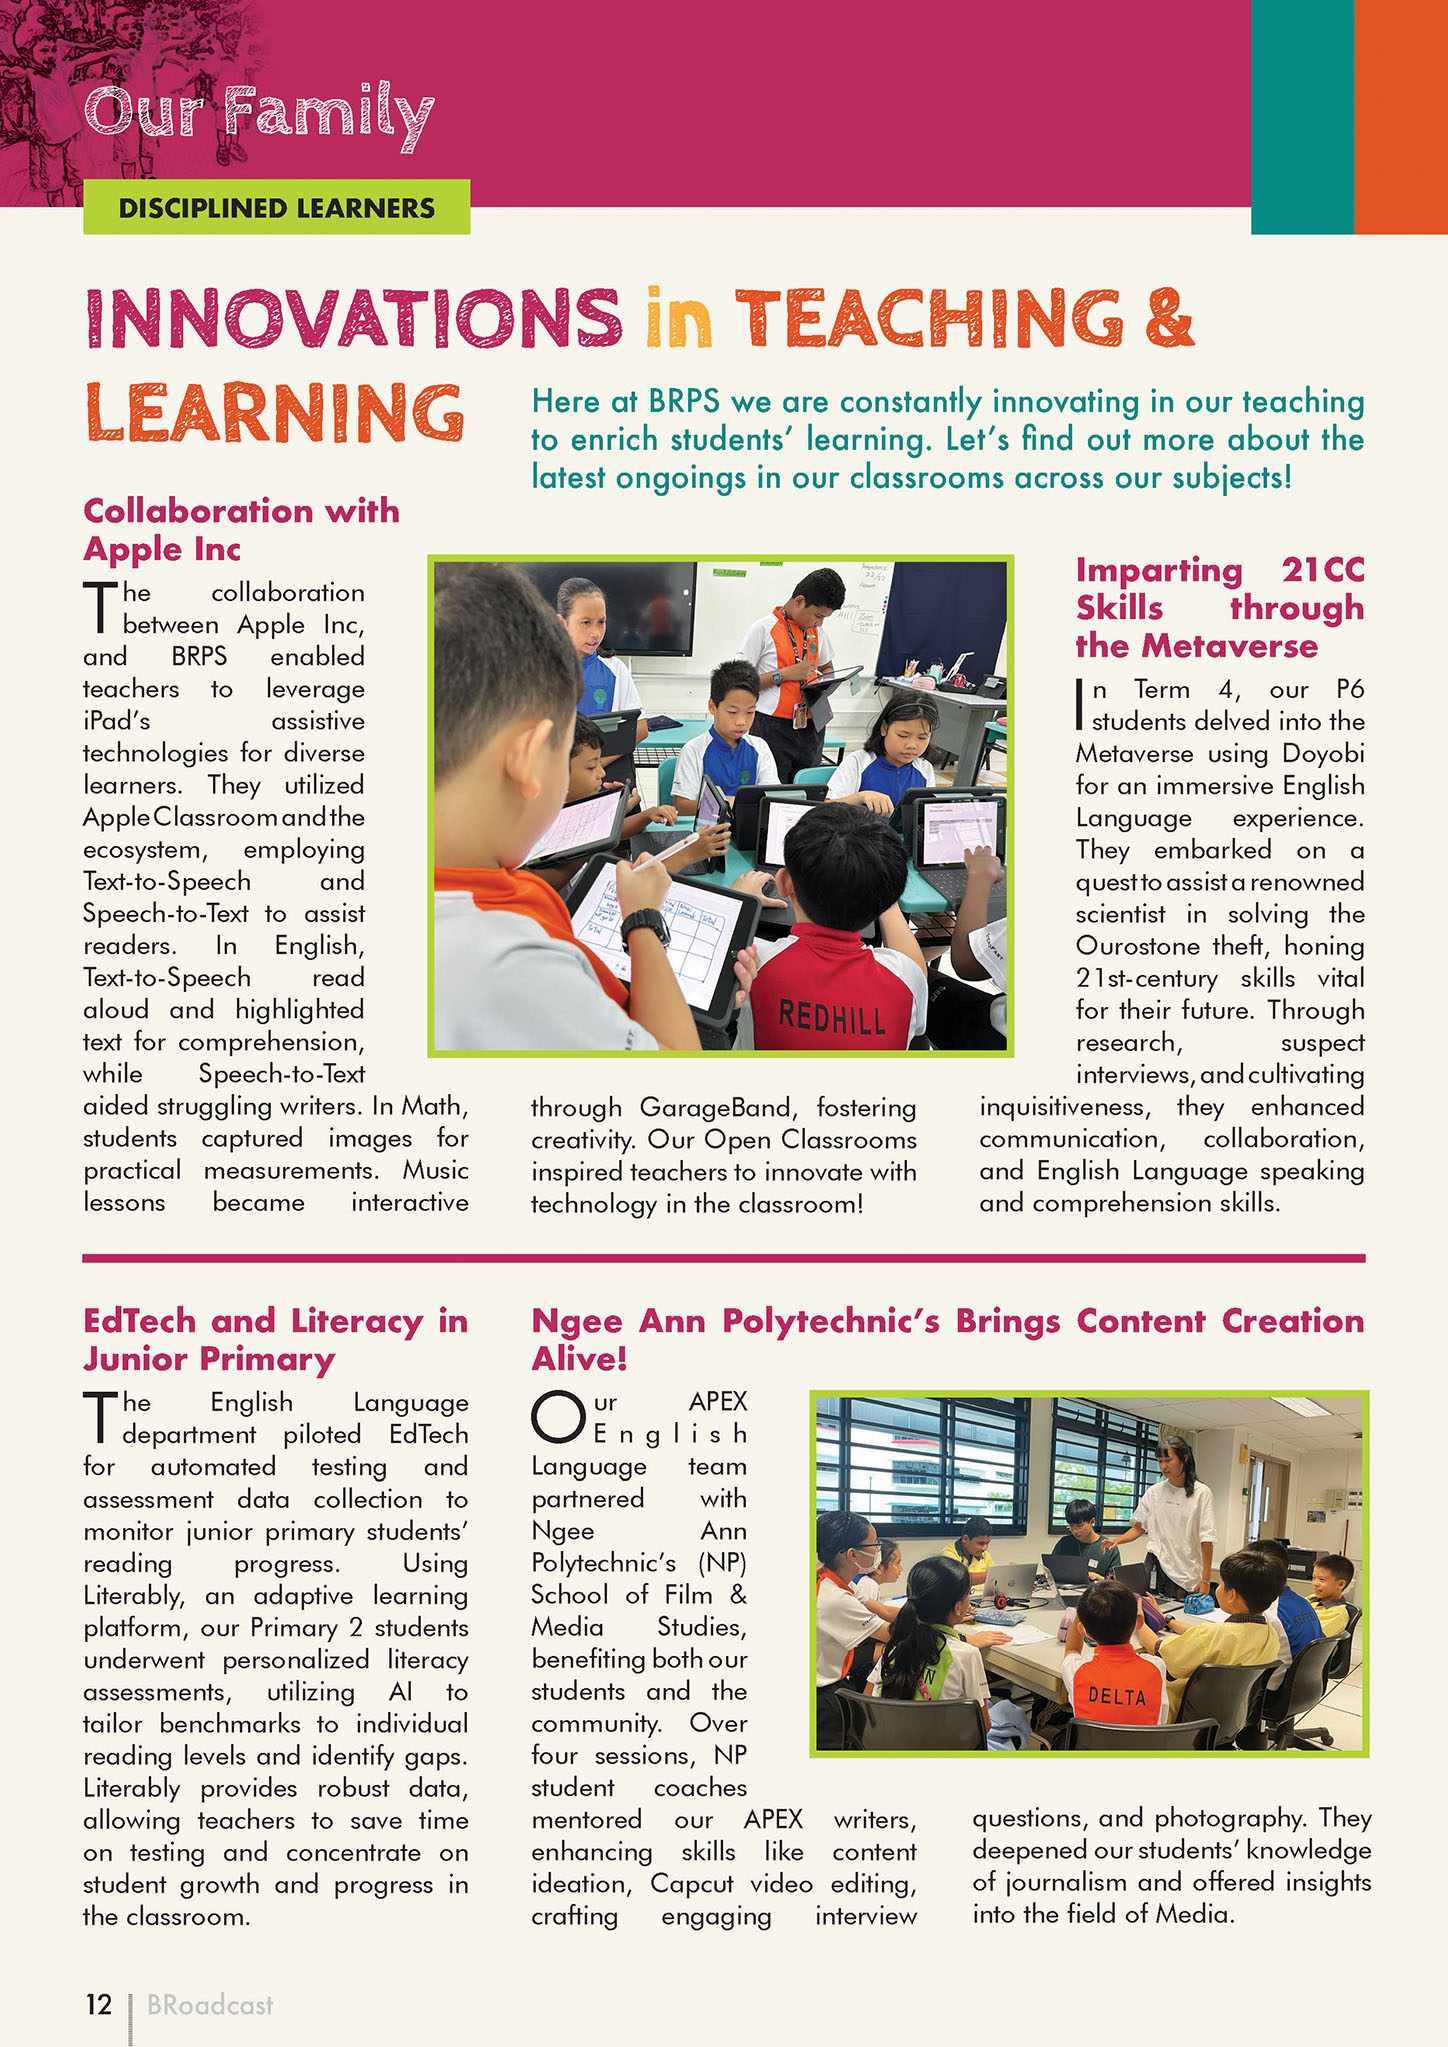 Our Family
DISCIPLINED LEARNERS
INNOVATIONS in TEACHING &
LEARNING
Here at BRPS we are constantly innovating in our teaching
to enrich students’ learning. Let’s find out more about the
latest ongoings in our classrooms across our subjects!
Collaboration with
Apple Inc
The collaboration
between Apple Inc,
and BRPS enabled
teachers to leverage
iPad’s assistive
technologies for diverse
learners. They utilized
Apple Classroom and the
ecosystem, employing
Text-to-Speech and
Speech-to-Text to assist
readers. In English,
Text-to-Speech read
aloud and highlighted
text for comprehension,
while Speech-to-Text
aided struggling writers. In Math,
students captured images for
practical measurements. Music
lessons became interactive
through GarageBand, fostering
creativity. Our Open Classrooms
inspired teachers to innovate with
technology in the classroom!
REDHILL
Imparting 21CC
Skills through
the Metaverse
In Term 4, our P6
students delved into the
Metaverse using Doyobi
for an immersive English
Language experience.
They embarked on a
quest to assist a renowned
scientist in solving the
Ourostone theft, honing
21st-century skills vital
for their future. Through
research, suspect
interviews, and cultivating
inquisitiveness, they enhanced
communication, collaboration,
and English Language speaking
and comprehension skills.
EdTech and Literacy in
Junior Primary
The English Language
department piloted EdTech
for automated testing and
assessment data collection to
monitor junior primary students’
reading progress. Using
Literably, an adaptive learning
platform, our Primary 2 students
underwent personalized literacy
assessments, utilizing AI to
tailor benchmarks to individual
reading levels and identify gaps.
Literably provides robust data,
allowing teachers to save time
on testing and concentrate on
student growth and progress in
the classroom.
Ngee Ann Polytechnic’s Brings Content Creation
Alive!
Our APEX
English
Language team
partnered with
Ngee Ann
Polytechnic’s (NP)
School of Film &
Media Studies,
benefiting both our
students and the
community. Over
four sessions, NP
student coaches
mentored our APEX writers,
enhancing skills like content
ideation, Capcut video editing,
crafting engaging interview
questions, and photography. They
deepened our students’ knowledge
of journalism and offered insights
into the field of Media.
DELTA
12
BRoadcast